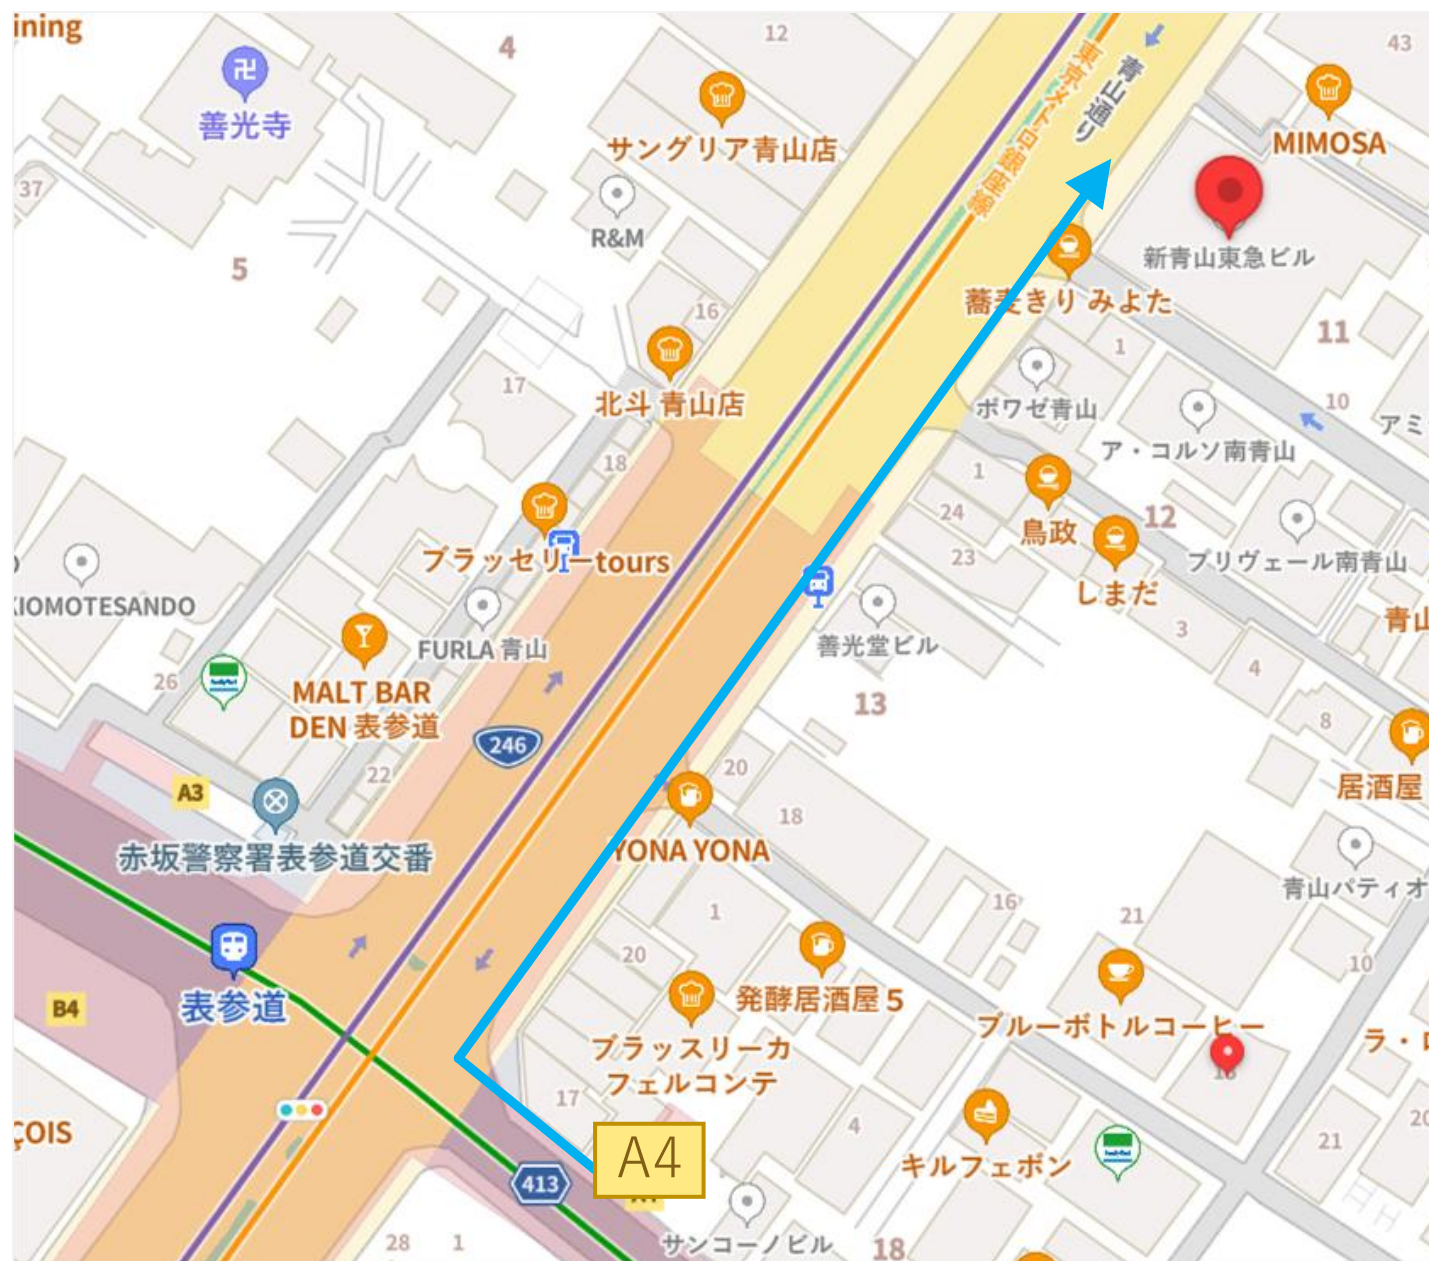 ining
4
12
43
善光寺
サングリア青山店
青山通り
東京メトロ銀座線
MIMOSA
37
R&M
新青山東急ビル
5
蕎麦きり みよた
16
11
1
17
北斗 青山店
ボワゼ青山
10
アミ
ア・コルソ南青山
18
1
24
鳥政
12
23
プリヴェール南青山
ブラッセリーtours
しまだ
KIOMOTESANDO
青山
FURLA 青山
善光堂ビル
3
4
26
MALT BAR
DEN 表参道
13
8
246
22
20
居酒屋
A3
18
赤坂警察署表参道交番
YONA YONA
青山パティオ
16
1
21
20
10
表参道
B4
発酵居酒屋5
ブルーボトルコーヒー
ブラッスリーカ
フェルコンテ
ラ・ロ
17
4
ÇOIS
21
20
A4
キルフェボン
413
サンコーノビル
28
1
18